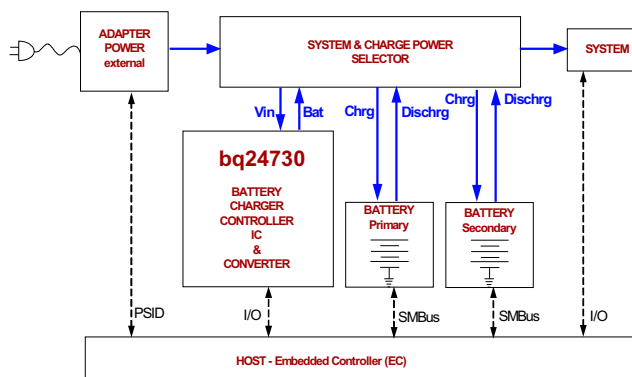 ADAPTER
POWER
external
SYSTEM & CHARGE POWER
SELECTOR
SYSTEM
Vin
Bat
Chrg
Dischrg
Chrg
Dischrg
bq24730
BATTERY
CHARGER
CONTROLLER
IC
&
CONVERTER
BATTERY
Primary
BATTERY
Secondary
PSID
I/O
SMBus
SMBus
I/O
HOST - Embedded Controller (EC)